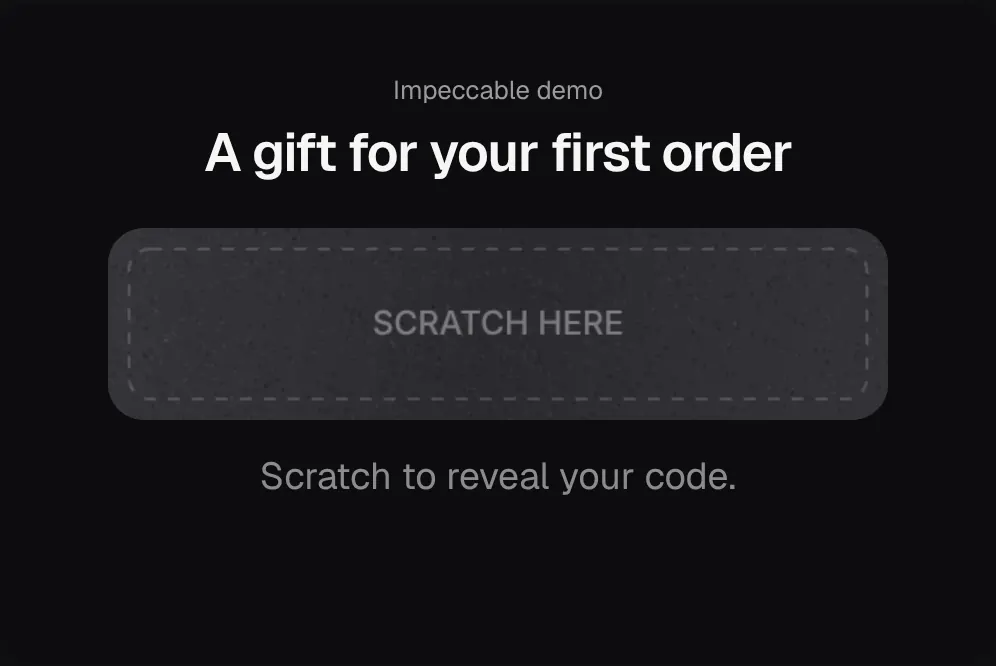 Impeccable demo
A gift for your first order
SCRATCH HERE
Scratch to reveal your code.